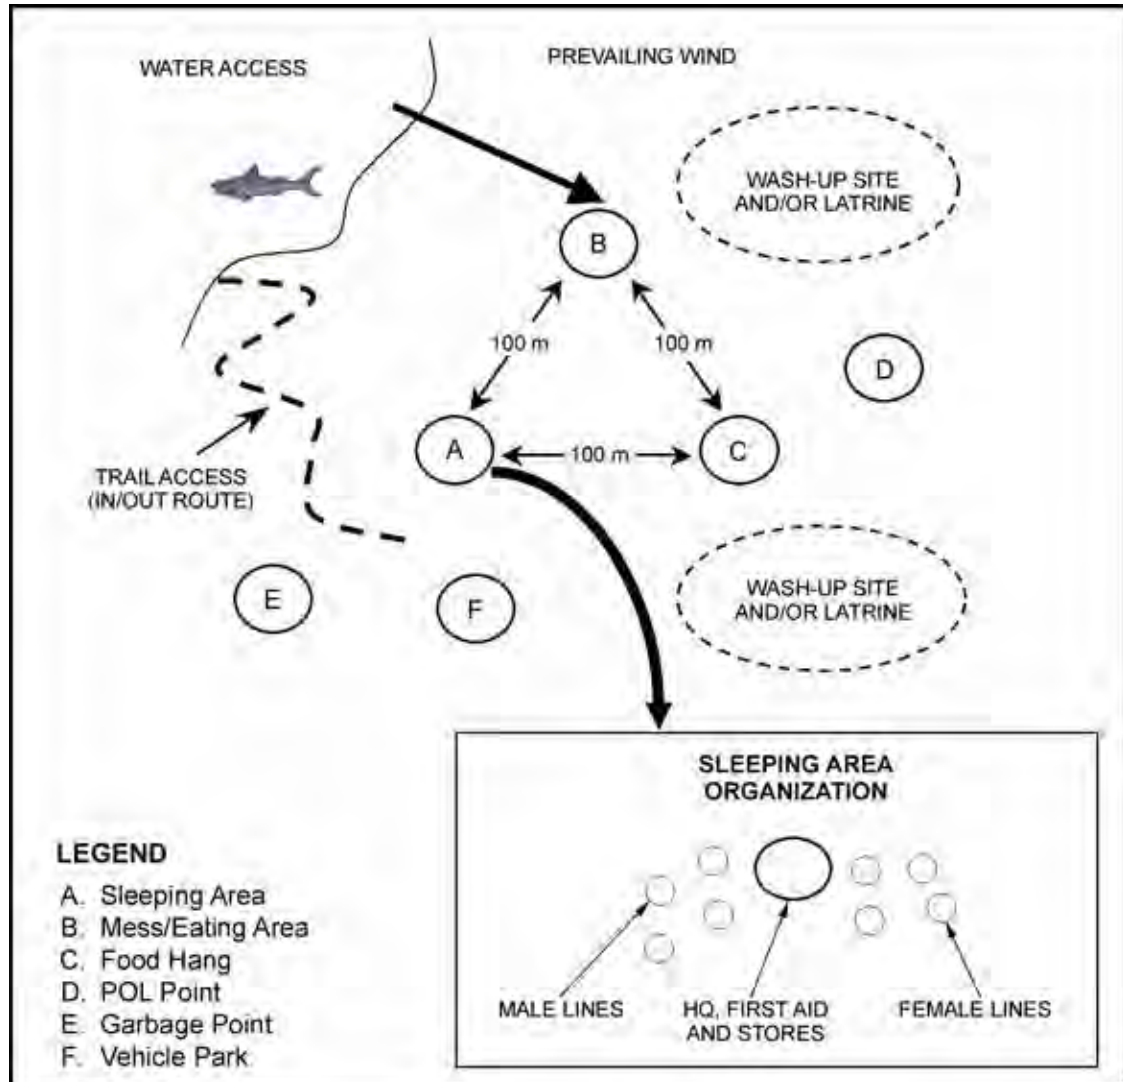 WATER ACCESS
PREVAILING WIND
WASH-UP SITE
AND/OR LATRINE
B
100 m
100 m
D
A
100 m
C
TRAIL ACCESS
(IN/OUT ROUTE)
E
F
WASH-UP SITE
AND/OR LATRINE
SLEEPING AREA
ORGANIZATION
MALE LINES
HQ, FIRST AID
AND STORES
FEMALE LINES
LEGEND
A. Sleeping Area
B. Mess/Eating Area
C. Food Hang
D. POL Point
E. Garbage Point
F. Vehicle Park